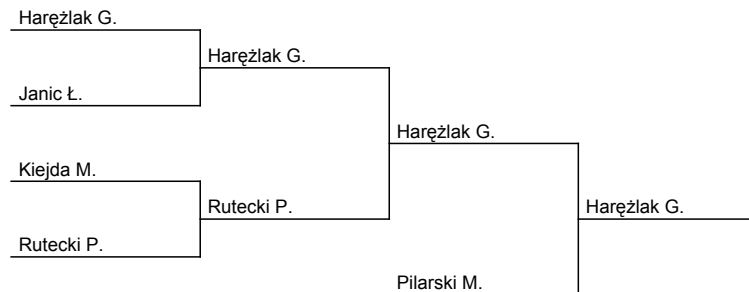 Harężlak G.
Janic Ł.
Kiejda M.
Rutecki P.
Harężlak G.
Rutecki P.
Harężlak G.
Pilarski M.
Harężlak G.